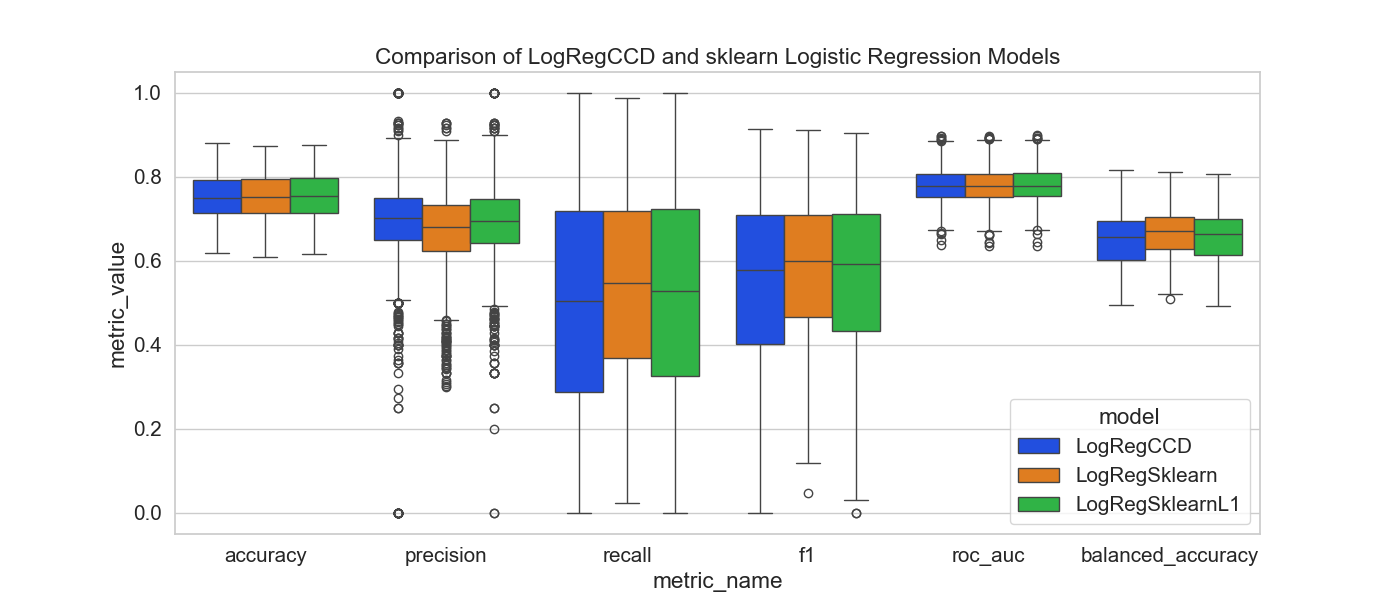 Comparison of LogRegCCD and sklearn Logistic Regression Models
metric_value
1.0
0.8
0.6
0.4
0.2
0.0
model
LogRegCCD
LogRegSklearn
LogRegSklearnL1
accuracy
precision
recall
f1
roc_auc
balanced_accuracy
metric_name